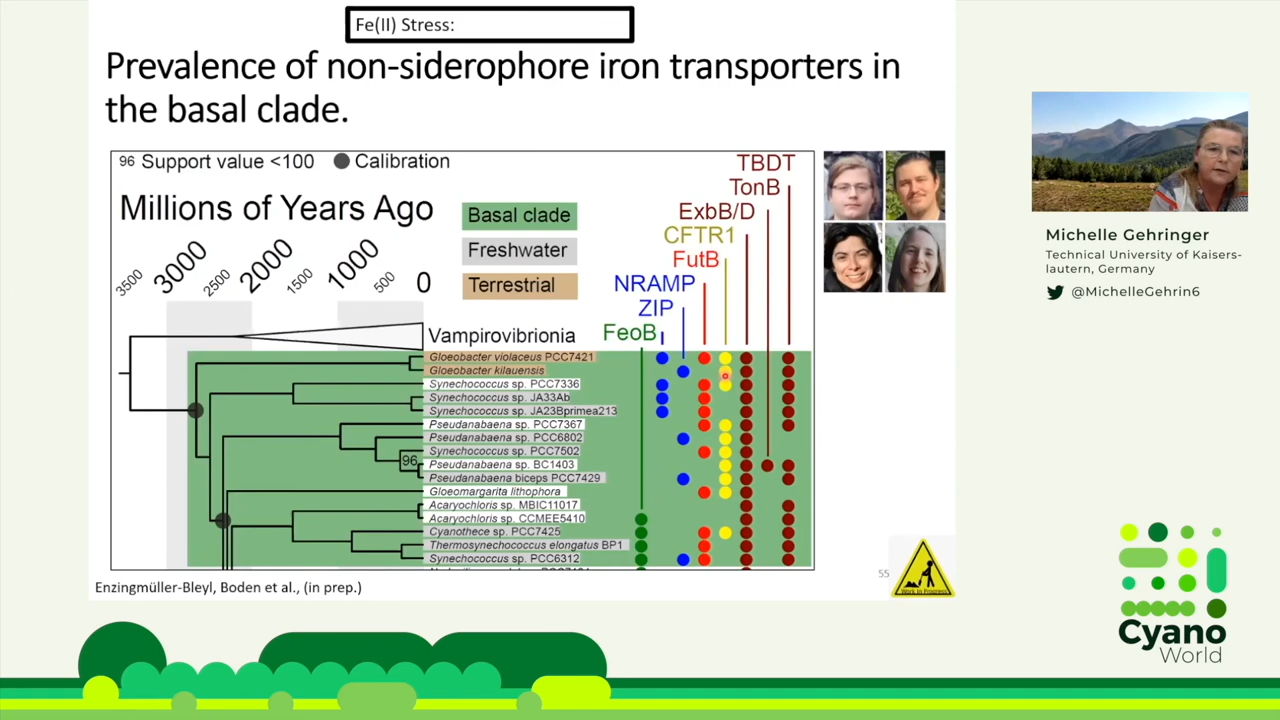 Fe(II) Stress:
Prevalence of non-siderophore iron transporters in
the basal clade.
96 Support value <100
Calibration
Millions of Years Ago
3500
3000
2500
2000
1500
1000
500
0
Basal clade
Freshwater
Terrestrial
TBDT
TonB
ExbB/D
CFTR1
FutB
NRAMP
ZIP
FeoB
Vampirovibrionia
Gloeobacter violaceus PCC7421
Gloeobacter kilauensis
Synechococcus sp. PCC7336
Synechococcus sp. JA33Ab
Synechococcus sp. JA23Bprimea213
Pseudanabaena sp. PCC7367
Pseudanabaena sp. PCC6802
Synechococcus sp. PCC7502
96
Pseudanabaena sp. BC1403
Pseudanabaena biceps PCC7429
Gloeomargarita lithophora
Acaryochloris sp. MBIC11017
Acaryochloris sp. CCMEE5410
Cyanothece sp. PCC7425
Thermosynechococcus elongatus BP1
Synechococcus sp. PCC6312
Enzingmüller-Bleyl, Boden et al., (in prep.)
55
Work In Progress
Michelle Gehringer
Technical University of Kaisers-
lautern, Germany
@MichelleGehrin6
Cyano
World